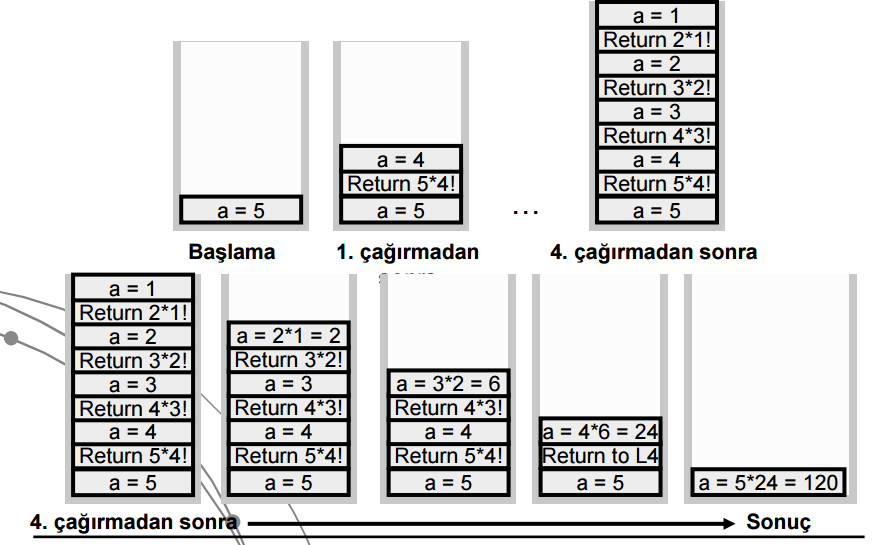 a = 5
Başlama
a = 4
Return 5*4!
a = 5
1. çağırmadan
...
a = 1
Return 2*1!
a = 2
Return 3*2!
a = 3
Return 4*3!
a = 4
Return 5*4!
a = 5
4. çağırmadan sonra
a = 1
Return 2*1!
a = 2
Return 3*2!
a = 3
Return 4*3!
a = 4
Return 5*4!
a = 5
a = 2*1 = 2
Return 3*2!
a = 3
Return 4*3!
a = 4
Return 5*4!
a = 5
a = 3*2 = 6
Return 4*3!
a = 4
Return 5*4!
a = 5
a = 4*6 = 24
Return to L4
a = 5
a = 5*24 = 120
4. çağırmadan sonra
Sonuç